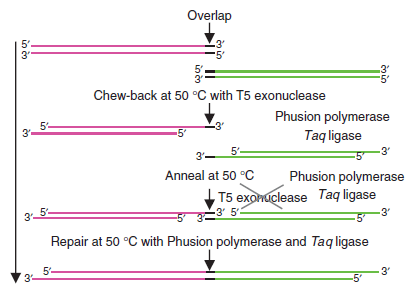 Overlap
5′ 3′
3′ 5′
5′ 3′
3′ 5′
Chew-back at 50 °C with T5 exonuclease
Phusion polymerase
5′ 3′
Taq ligase
3′ 5′
5′ 3′
3′ 5′
Anneal at 50 °C Phusion polymerase
T5 exonuclease Taq ligase
5′ 3′ 5′ 3′
3′ 5′ 3′ 5′
Repair at 50 °C with Phusion polymerase and Taq ligase
5′ 3′
3′ 5′